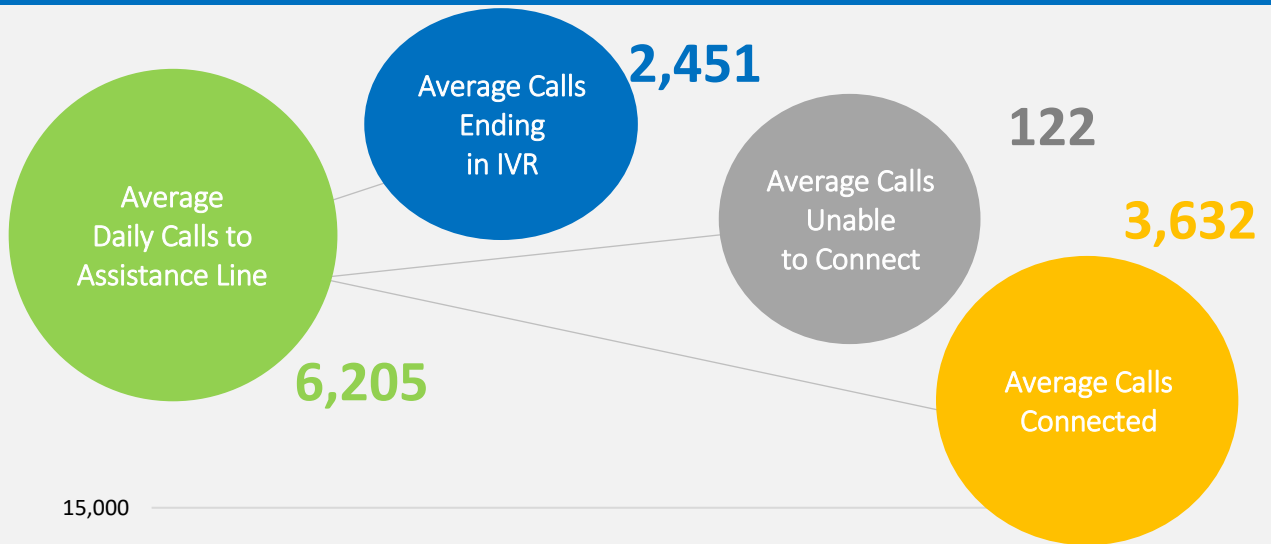 Average
Daily Calls to
Assistance Line
6,205
Average Calls
Ending
in IVR
2,451
Average Calls
Unable
to Connect
122
Average Calls
Connected
3,632
15,000